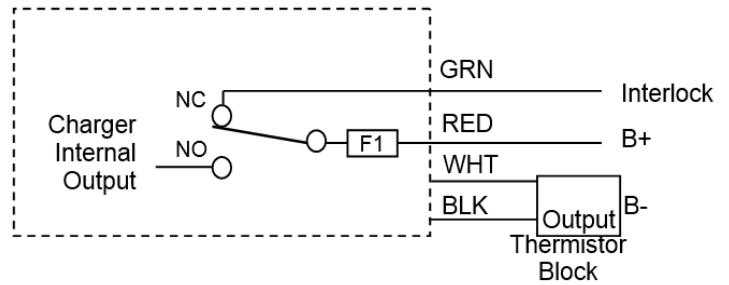 GRN
NC
Interlock
Charger
Internal
Output
RED
B+
F1
NO
WHT
BLK
Output
B-
Thermistor
Block